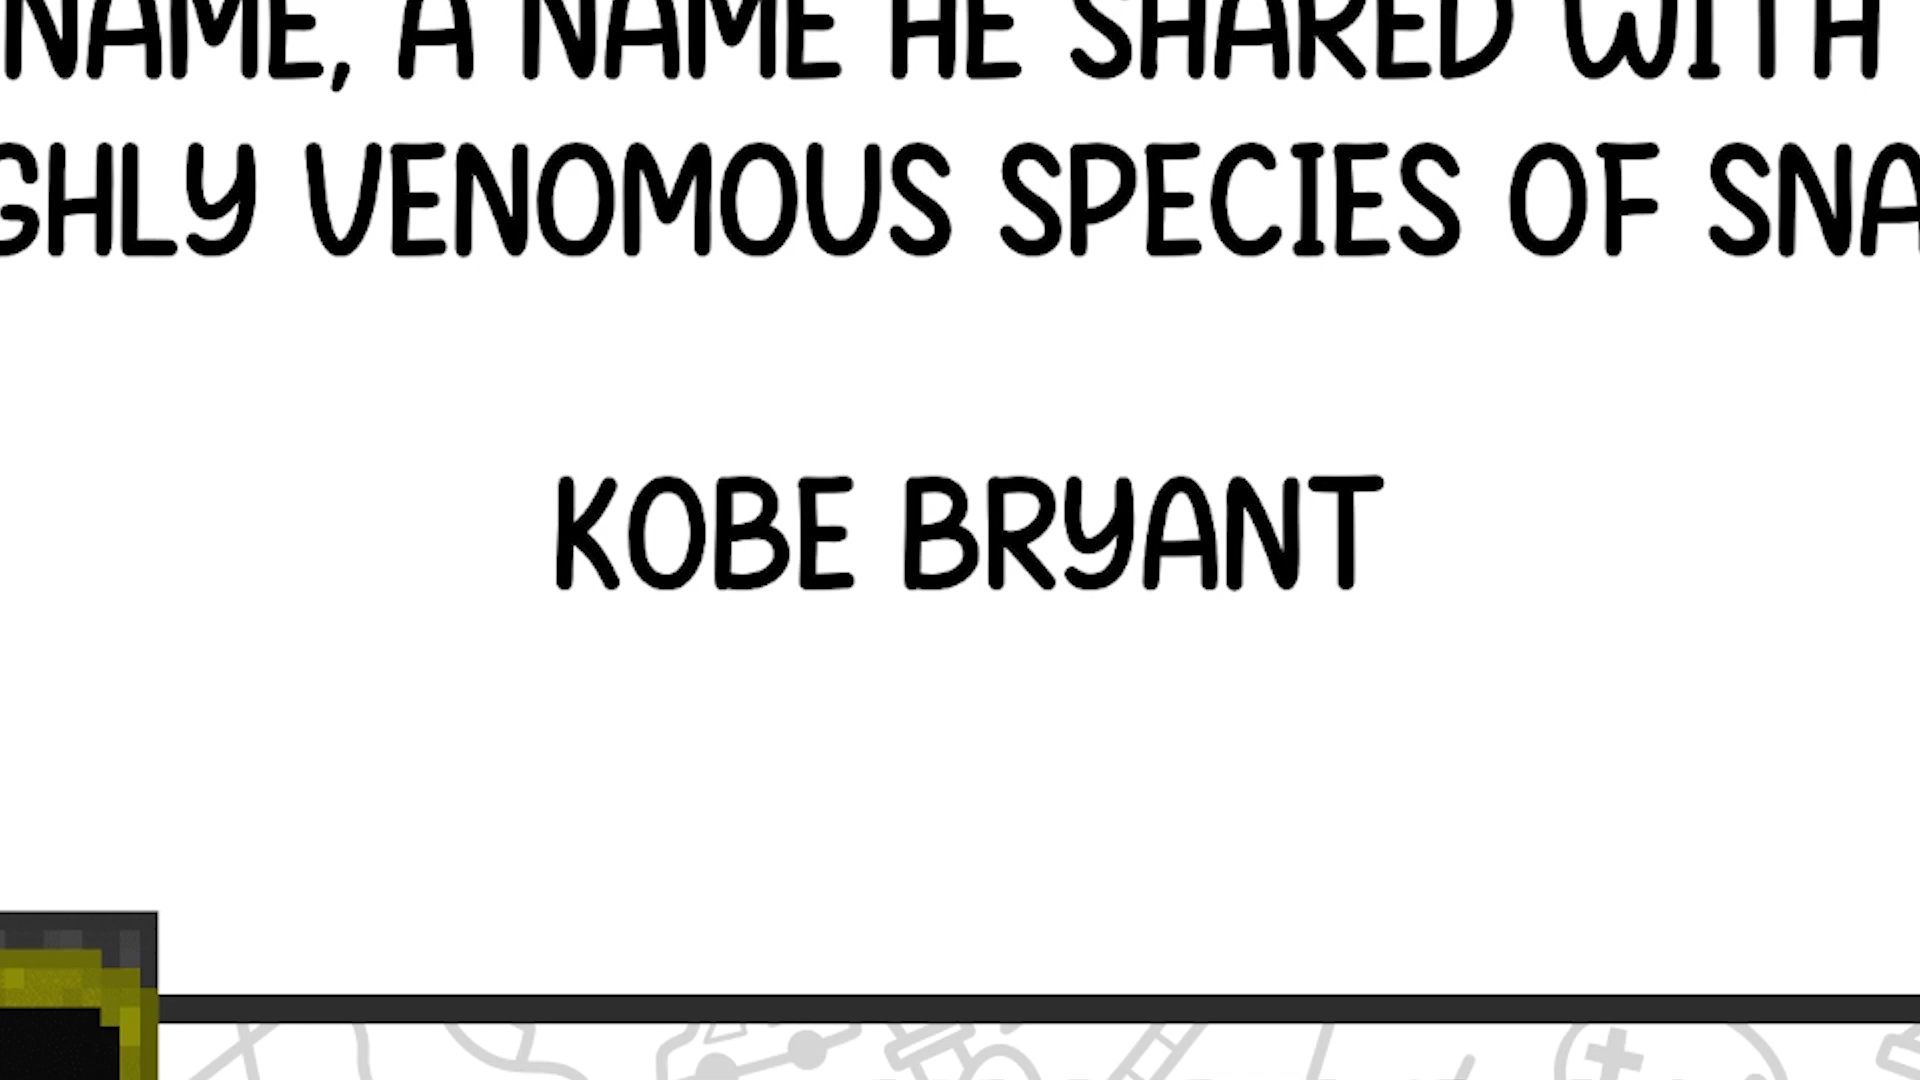 NAME, A NAME HE SHARED WITH
GHLY VENOMOUS SPECIES OF SNA
KOBE BRYANT